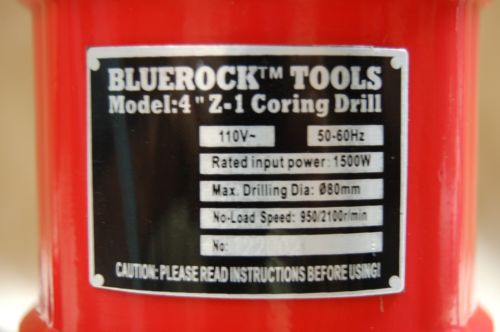 BLUEROCK™ TOOLS
Model:4" Z-1 Coring Drill
110V~ 50-60Hz
Rated input power: 1500W
Max. Drilling Dia: Ø80mm
No-Load Speed: 950/2100r/min
No:
CAUTION: PLEASE READ INSTRUCTIONS BEFORE USING!